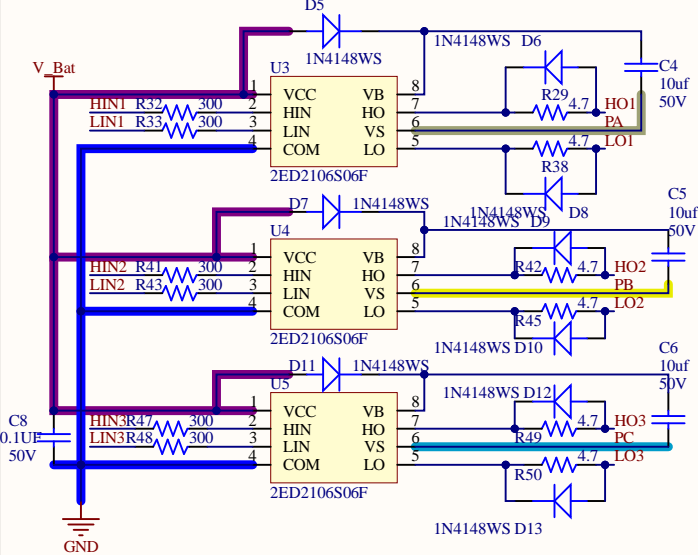 D5
1N4148WS
1N4148WS D6
V_Bat
U3
C4
10uf
50V
HIN1 R32 300
LIN1 R33 300
1 VCC VB 8
2 HIN HO 7
3 LIN VS 6
4 COM LO 5
R29 4.7 HO1
PA
4.7 LO1
R38
2ED2106S06F
D7 1N4148WS
1N4148WS D8
D9
C5
10uf
50V
U4
HIN2 R41 300
LIN2 R43 300
1 VCC VB 8
2 HIN HO 7
3 LIN VS 6
4 COM LO 5
R42 4.7 HO2
PB
4.7 LO2
R45
2ED2106S06F
1N4148WS D10
D11 1N4148WS
C6
10uf
50V
U5
1N4148WS D12
C8
0.1UF
50V
HIN3 R47 300
LIN3 R48 300
1 VCC VB 8
2 HIN HO 7
3 LIN VS 6
4 COM LO 5
4.7 HO3
R49
PC
4.7 LO3
R50
2ED2106S06F
1N4148WS D13
GND